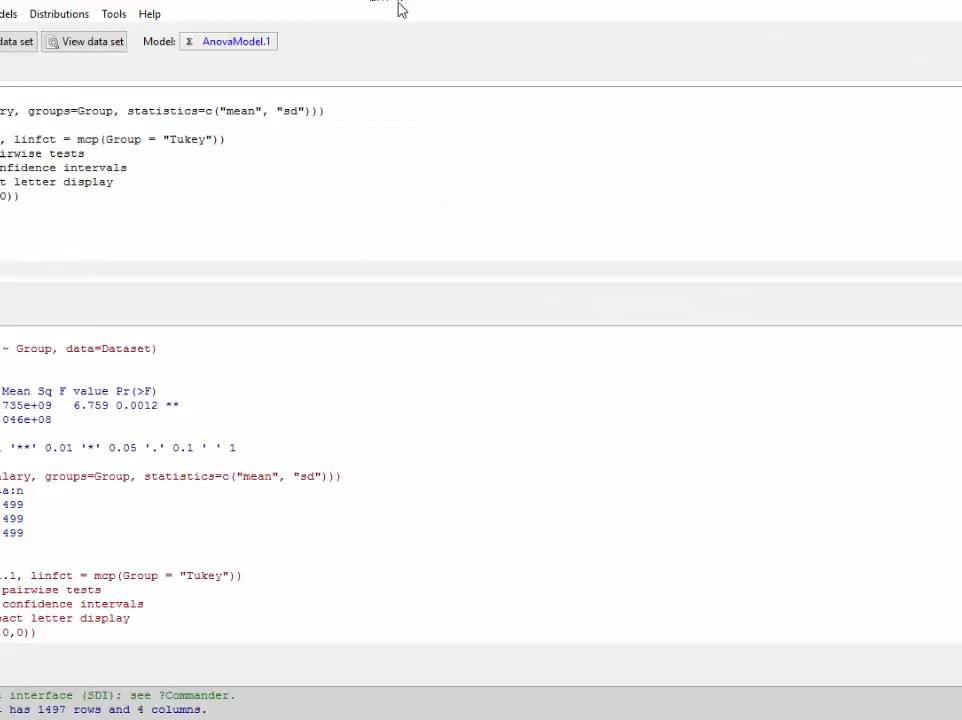 dels Distributions Tools Help
data set View data set Model: Σ AnovaModel.1
ry, groups=Group, statistics=c("mean", "sd")))
, linfct = mcp(Group = "Tukey"))
irwise tests
nfidence intervals
t letter display
0))
~ Group, data=Dataset)
Mean Sq F value Pr(>F)
735e+09 6.759 0.0012 **
046e+08
'**' 0.01 '*' 0.05 '.' 0.1 ' ' 1
lary, groups=Group, statistics=c("mean", "sd")))
ta:n
499
499
499
.1, linfct = mcp(Group = "Tukey"))
pairwise tests
confidence intervals
pact letter display
0,0))
interface (SDI); see ?Commander.
has 1497 rows and 4 columns.